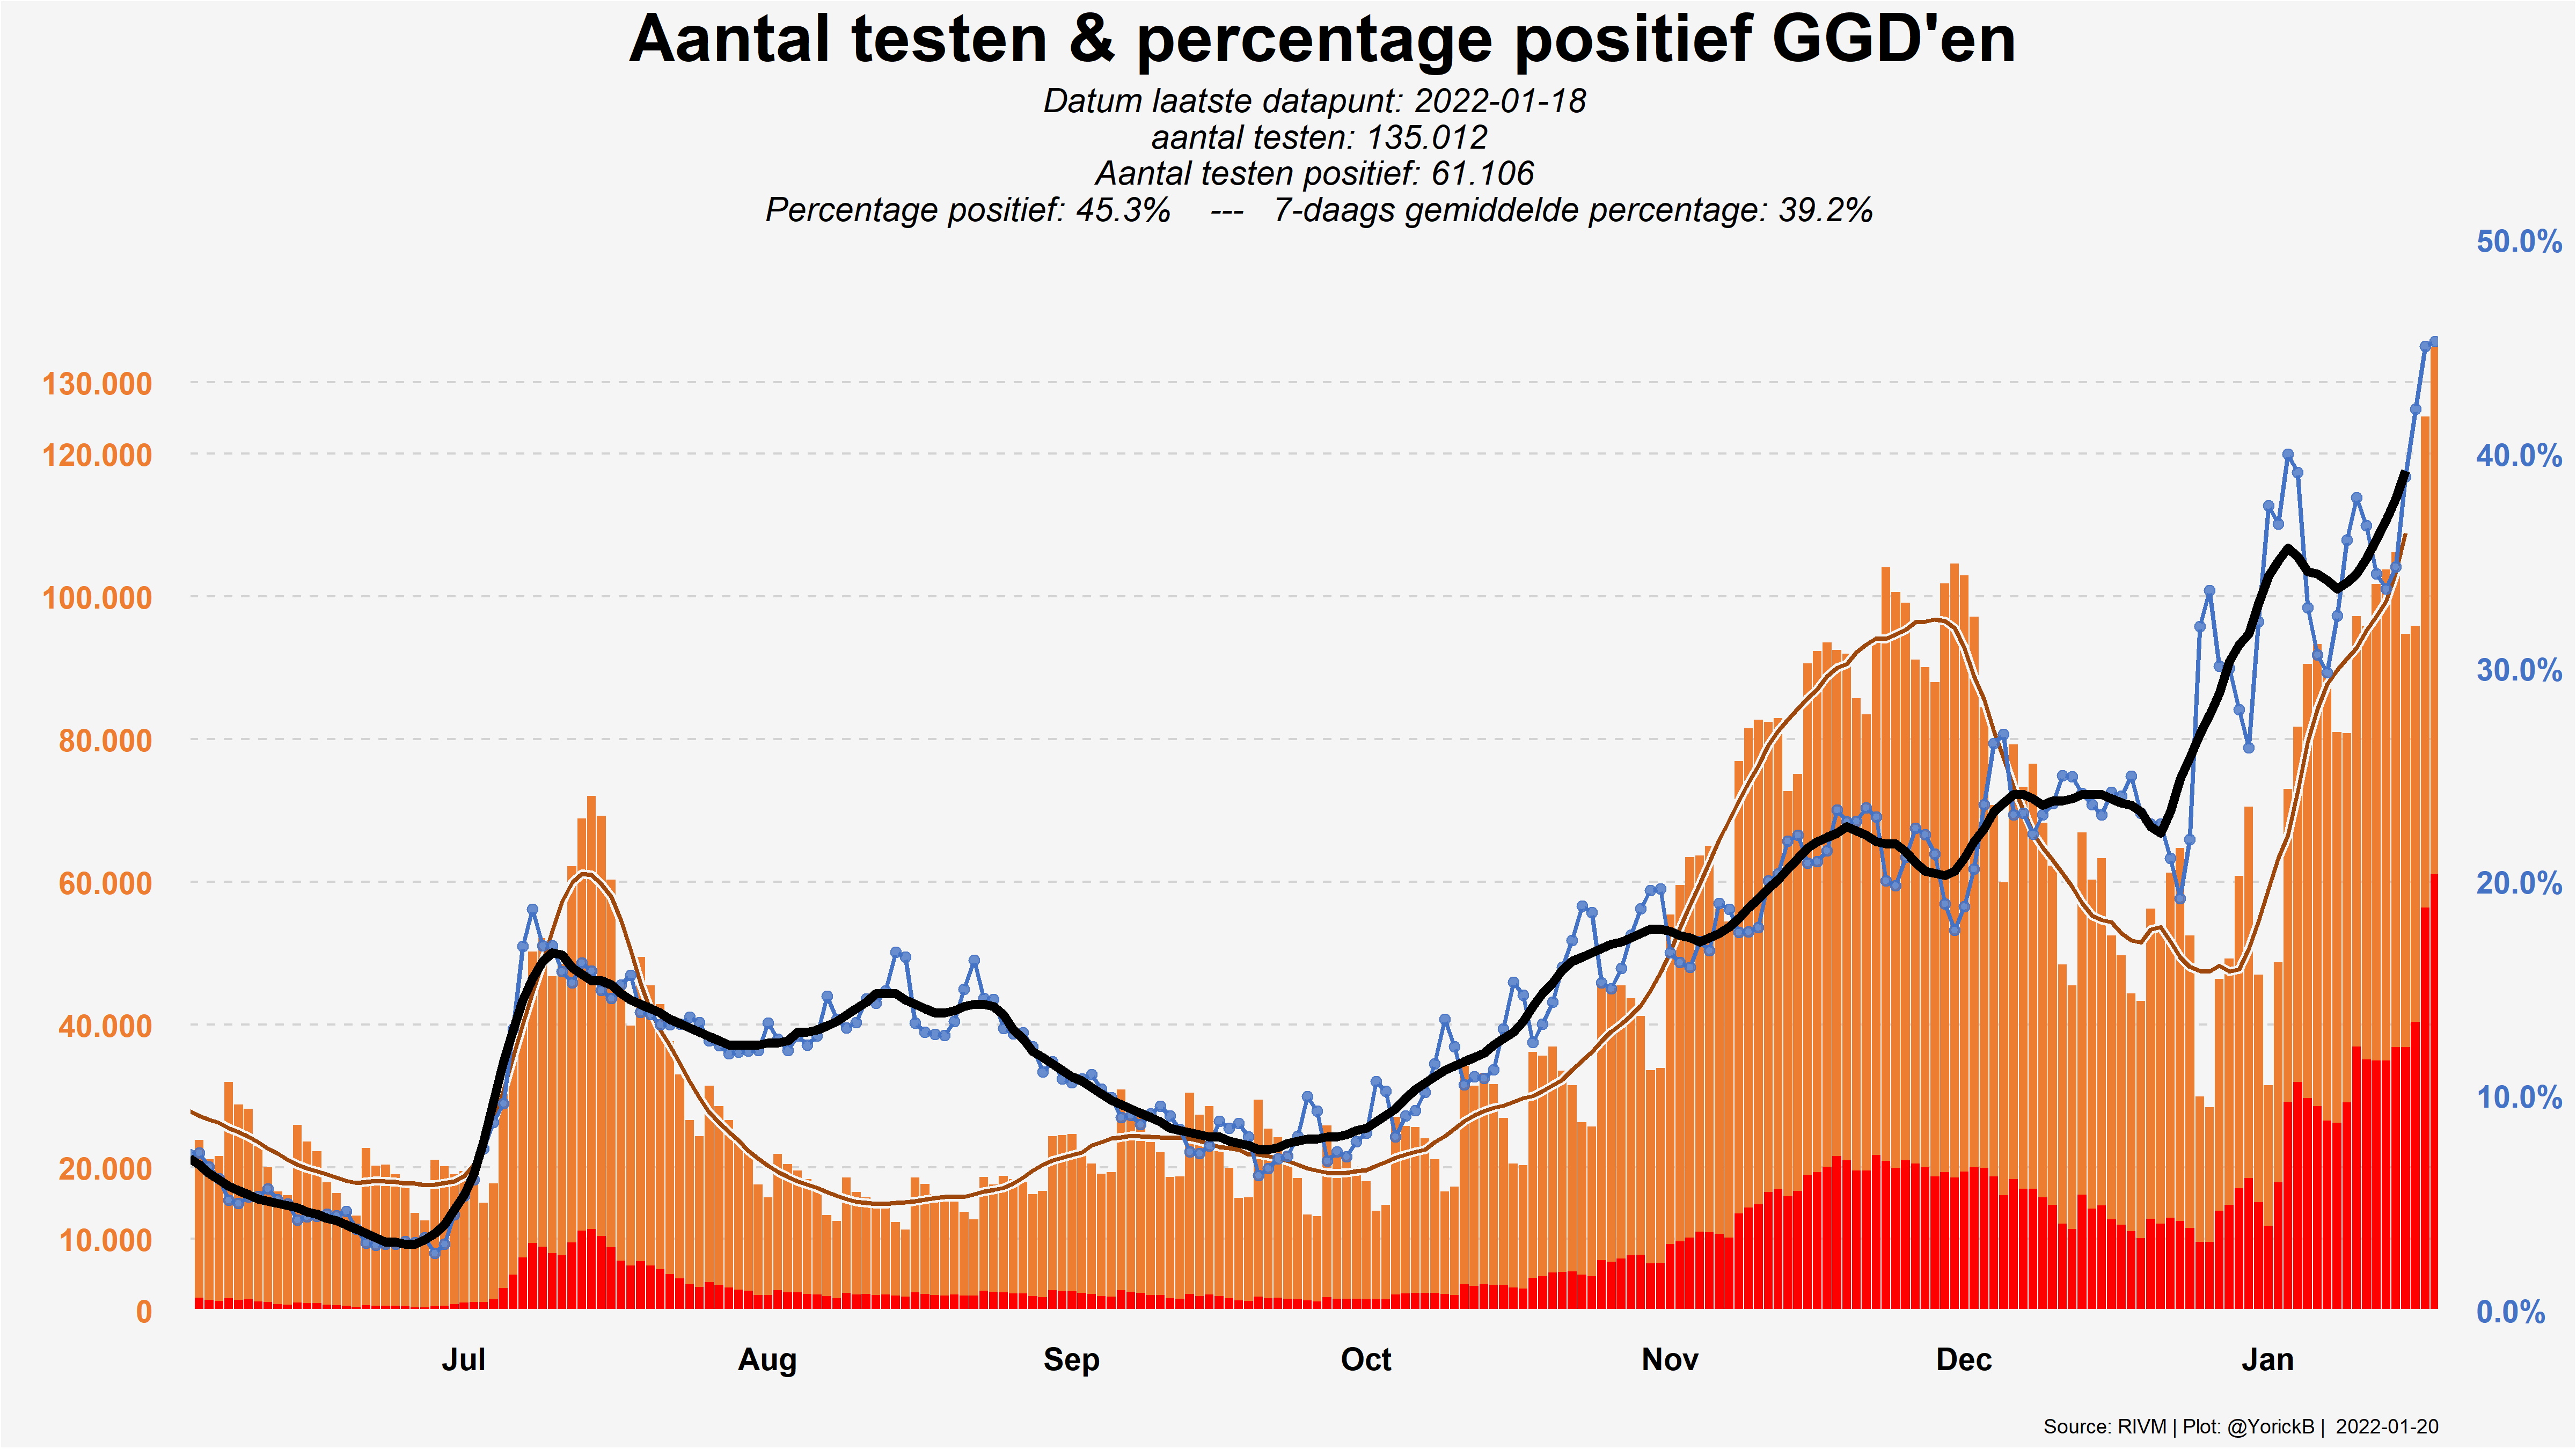 Aantal testen & percentage positief GGD'en
Datum laatste datapunt: 2022-01-18
aantal testen: 135.012
Aantal testen positief: 61.106
Percentage positief: 45.3% --- 7-daags gemiddelde percentage: 39.2%
50.0%
130.000
120.000 40.0%
100.000
30.0%
80.000
60.000 20.0%
40.000
20.000
10.0%
10.000
0 0.0%
Jul Aug Sep Oct Nov Dec Jan
Source: RIVM | Plot: @YorickB | 2022-01-20